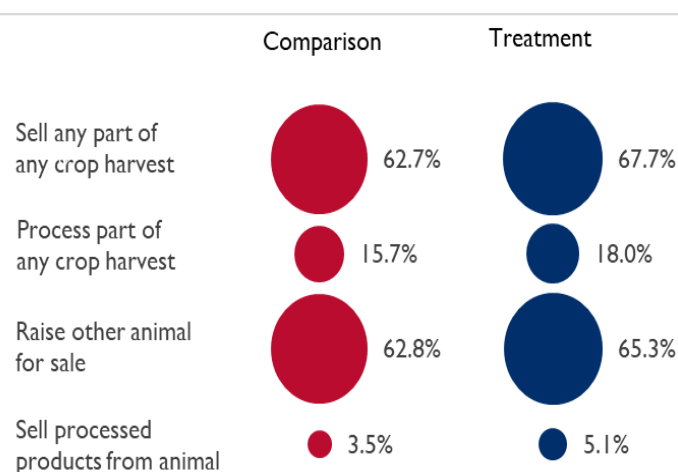 Comparison Treatment
Sell any part of
any crop harvest 62.7% 67.7%
Process part of
any crop harvest 15.7% 18.0%
Raise other animal
for sale 62.8% 65.3%
Sell processed
products from animal 3.5% 5.1%